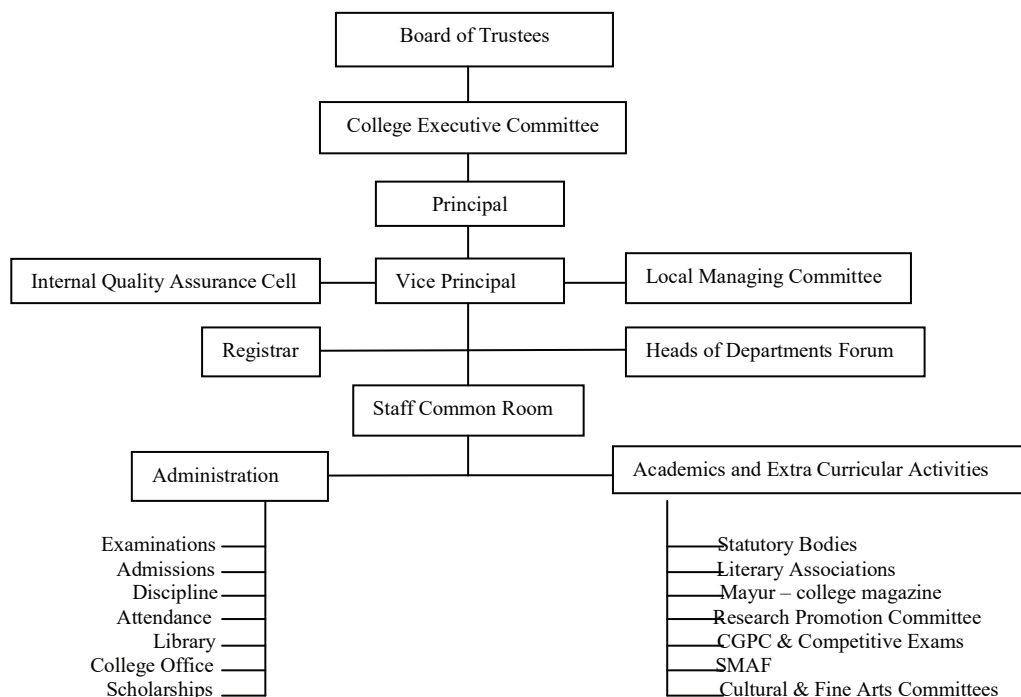 Board of Trustees
College Executive Committee
Principal
Internal Quality Assurance Cell
Vice Principal
Local Managing Committee
Registrar
Heads of Departments Forum
Staff Common Room
Administration
Academics and Extra Curricular Activities
Examinations
Admissions
Discipline
Attendance
Library
College Office
Scholarships
Statutory Bodies
Literary Associations
Mayur – college magazine
Research Promotion Committee
CGPC & Competitive Exams
SMAF
Cultural & Fine Arts Committees